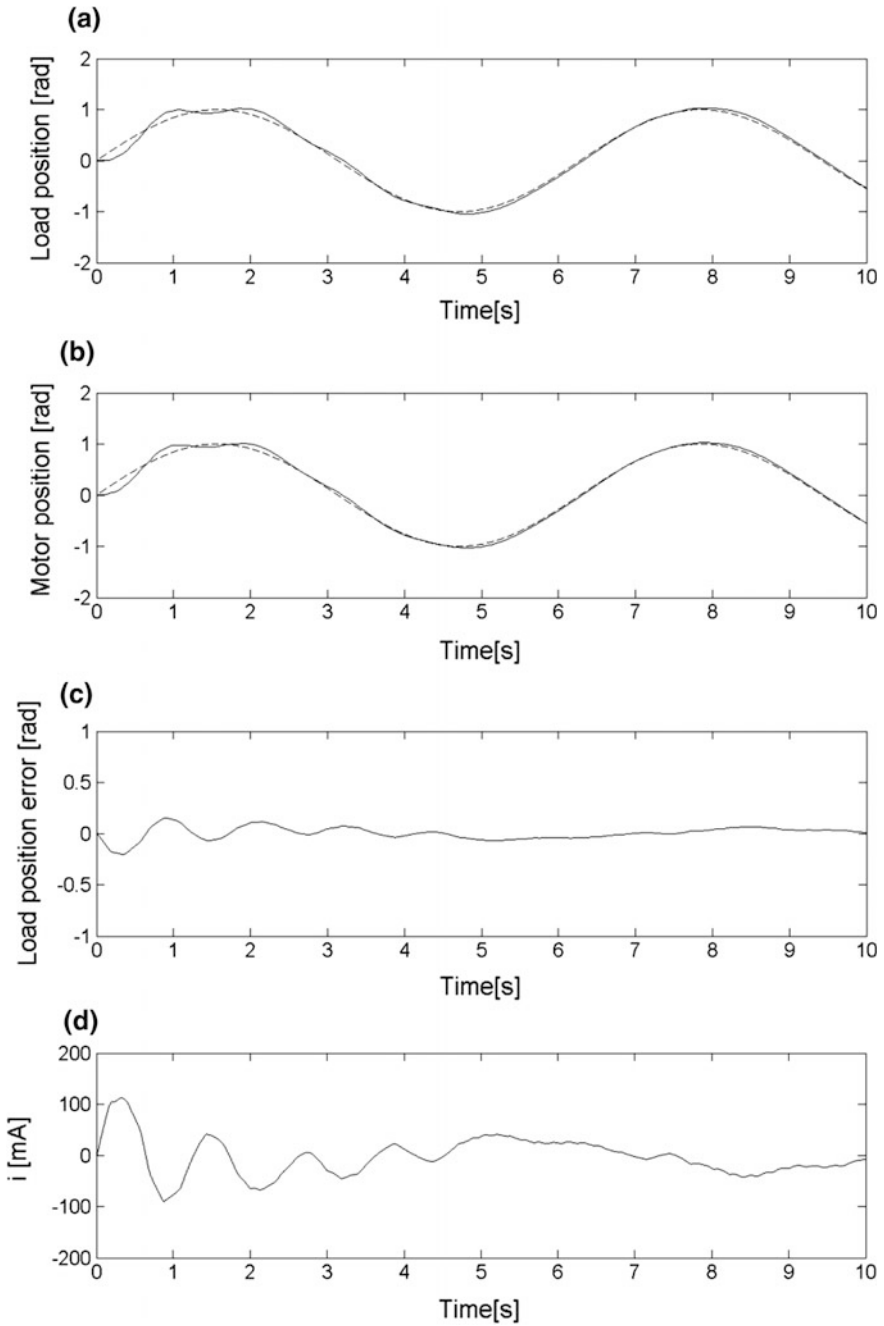 (a)
Load position [rad]
2
1
0
-1
-2
0 1 2 3 4 5 6 7 8 9 10
Time[s]
(b)
Motor position [rad]
2
1
0
-1
-2
0 1 2 3 4 5 6 7 8 9 10
Time[s]
(c)
Load position error [rad]
1
0.5
0
-0.5
-1
0 1 2 3 4 5 6 7 8 9 10
Time[s]
(d)
i [mA]
200
100
0
-100
-200
0 1 2 3 4 5 6 7 8 9 10
Time[s]